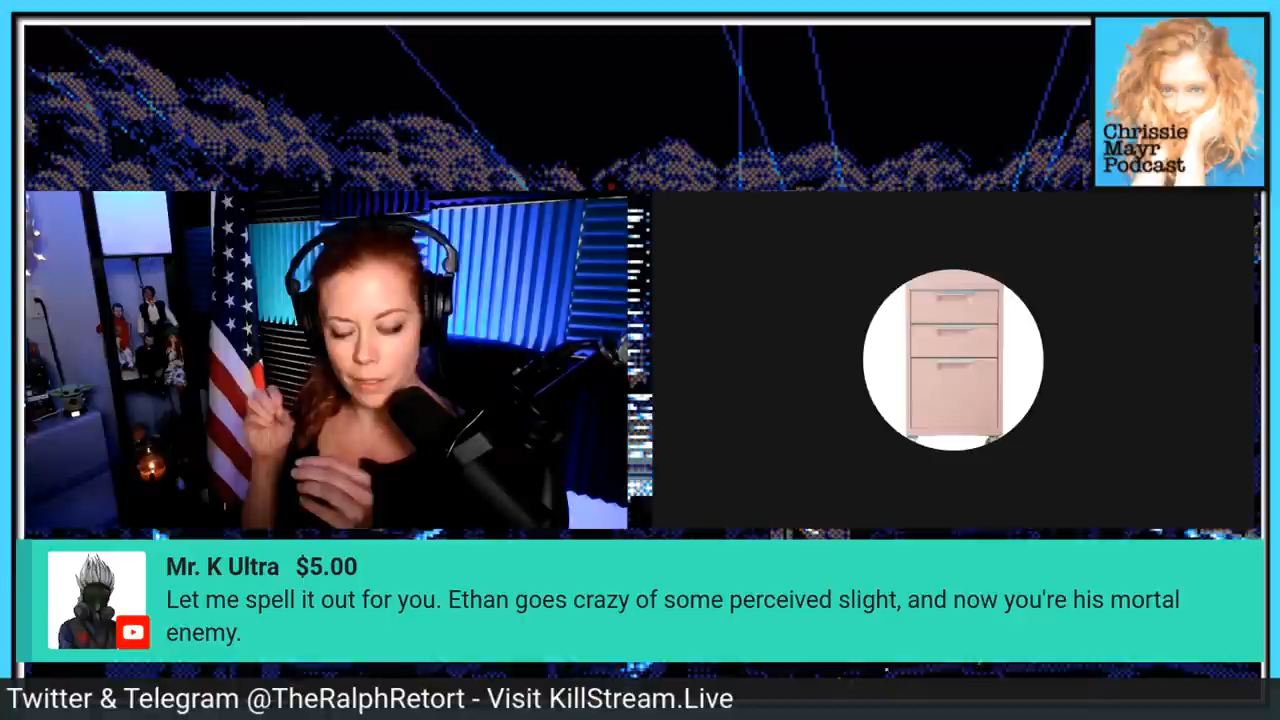 Chrissie
Mayr
Podcast
Mr. K Ultra $5.00
Let me spell it out for you. Ethan goes crazy of some perceived slight, and now you're his mortal
enemy.
Twitter & Telegram @TheRalphRetort - Visit KillStream.Live